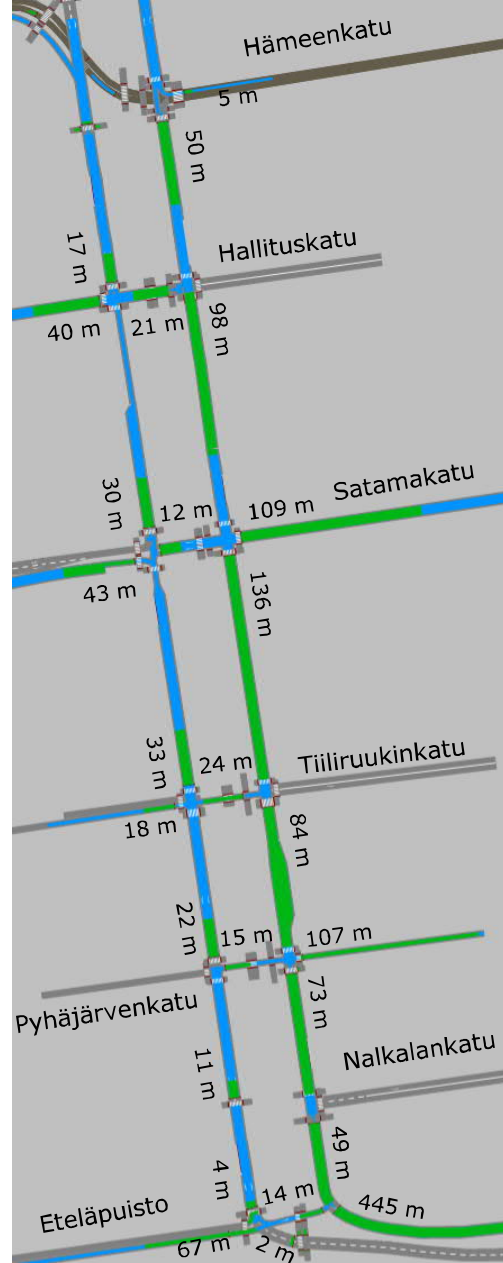 Hämeenkatu
5 m
50 m
17 m
Hallituskatu
40 m
21 m
98 m
30 m
12 m
109 m
Satamakatu
43 m
136 m
33 m
24 m
Tiiliruukinkatu
18 m
84 m
22 m
15 m
107 m
Pyhäjärvenkatu
73 m
11 m
Nalkalankatu
49 m
4 m
14 m
445 m
Eteläpuisto
67 m
2 m